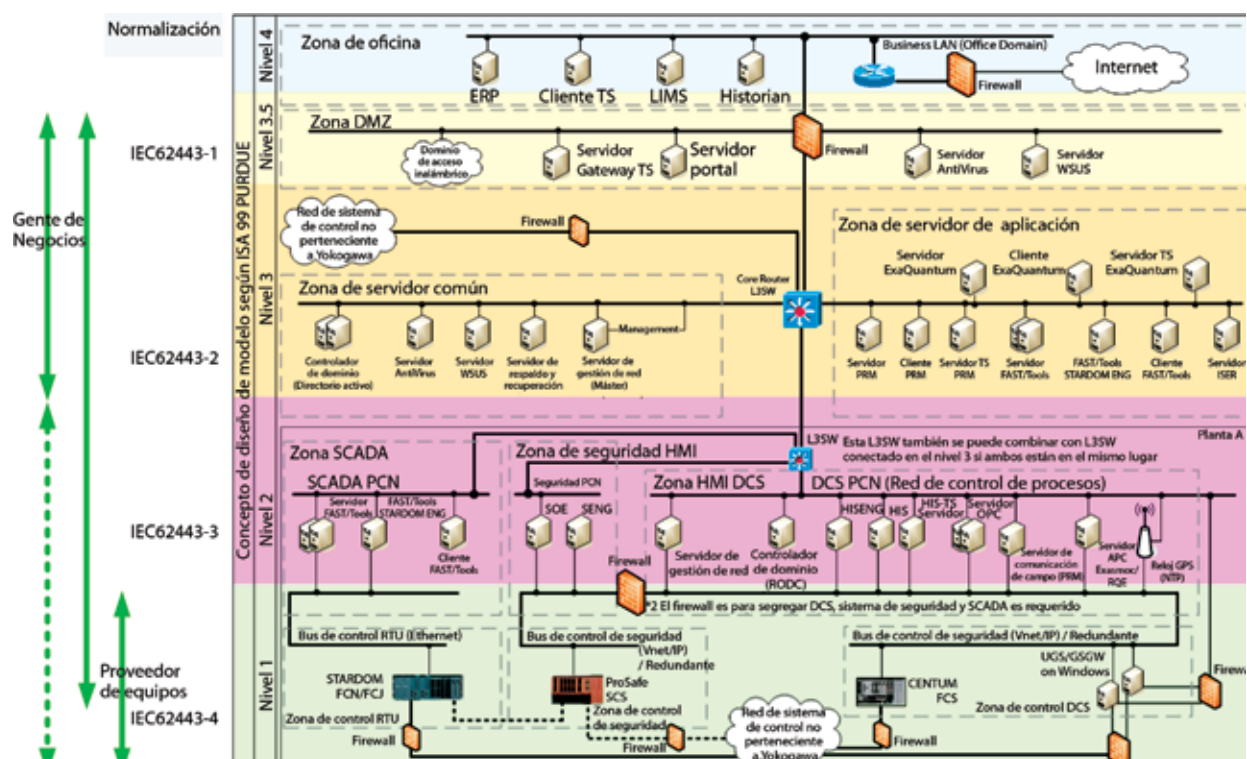 Normalización
IEC62443-1
Gente de
Negocios
IEC62443-2
IEC62443-3
Proveedor
de equipos
IEC62443-4
Concepto de diseño de modelo según ISA 99 PURDUE
Nivel 4
Zona de oficina
ERP
Cliente TS
LIMS
Historian
Business LAN (Office Domain)
Firewall
Internet
Nivel 3.5
Zona DMZ
Dominio
de acceso
inalámbrico
Servidor
Gateway TS
Servidor
portal
Firewall
Servidor
AntiVirus
Servidor
WSUS
Nivel 3
Red de sistema
de control no
perteneciente
a Yokogawa
Firewall
Zona de servidor de aplicación
Servidor
ExaQuantum
Cliente
ExaQuantum
Servidor TS
ExaQuantum
Core Router
L3SW
Zona de servidor común
Management
Controlador
de dominio
(Directorio activo)
Servidor
AntiVirus
Servidor
WSUS
Servidor de
respaldo y
recuperación
Servidor de
gestión de red
(Máster)
Servidor
PRM
Cliente
PRM
Servidor TS
PRM
Servidor
FAST/Tools
FAST/Tools
STARDOM ENG
Cliente
FAST/Tools
Servidor
ISER
Nivel 2
Planta A
L3SW
Esta L3SW también se puede combinar con L3SW
conectado en el nivel 3 si ambos están en el mismo lugar
Zona SCADA
SCADA PCN
Servidor
FAST/Tools
FAST/Tools
STARDOM ENG
Cliente
FAST/Tools
Zona de seguridad HMI
Seguridad PCN
SOE
SENG
Zona HMI DCS
DCS PCN (Red de control de procesos)
HISENG
HIS
HIS-TS
Servidor
Servidor
OPC
Servidor de
gestión de red
Controlador
de dominio
(RODC)
Servidor de
comunicación
de campo (PRM)
Servidor
APC
Exasmoc/
RQE
Reloj GPS
(NTP)
Firewall
*2 El firewall es para segregar DCS, sistema de seguridad y SCADA es requerido
Nivel 1
Bus de control RTU (Ethernet)
STARDOM
FCN/FCJ
Zona de control RTU
Firewall
Bus de control de seguridad
(Vnet/IP)
/ Redundante
ProSafe
SCS
Zona de control
de seguridad
Firewall
Red de sistema
de control no
perteneciente
a Yokogawa
Bus de control de seguridad (Vnet/IP) / Redundante
UGS/GSGW
on Windows
CENTUM
FCS
Zona de control DCS
Firewall